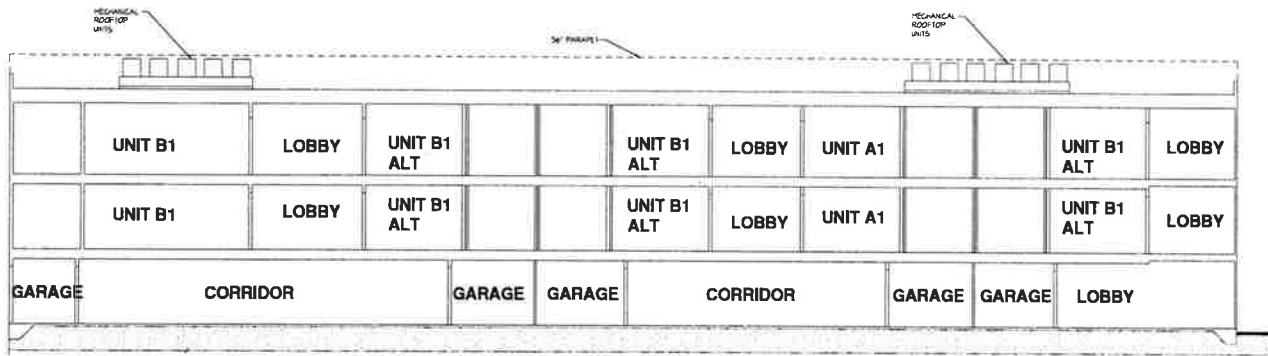 MECHANICAL
ROOFTOP
UNITS
36" PARAPET
MECHANICAL
ROOFTOP
UNITS
UNIT B1
LOBBY
UNIT B1
ALT
UNIT B1
ALT
LOBBY
UNIT A1
UNIT B1
ALT
LOBBY
UNIT B1
LOBBY
UNIT B1
ALT
UNIT B1
ALT
LOBBY
UNIT A1
UNIT B1
ALT
LOBBY
GARAGE
CORRIDOR
GARAGE
GARAGE
CORRIDOR
GARAGE
GARAGE
LOBBY